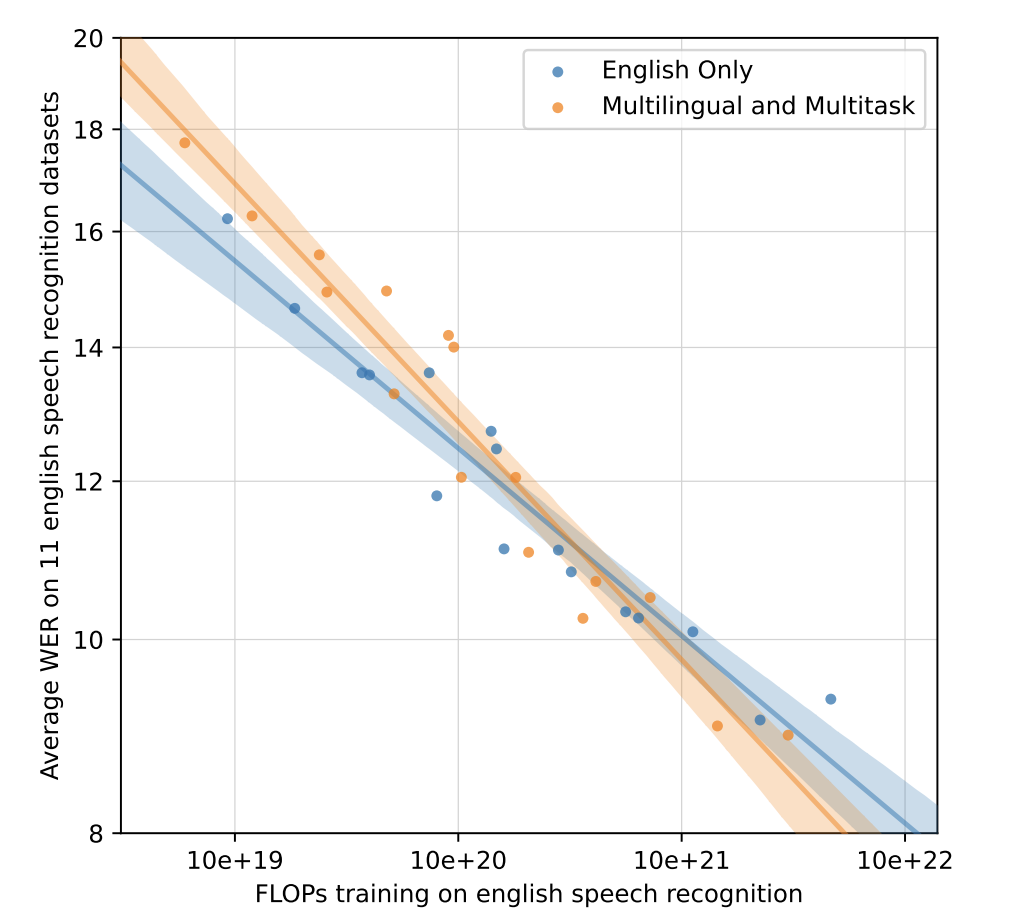 Average WER on 11 english speech recognition datasets
20
18
16
14
12
10
8
English Only
Multilingual and Multitask
10e+19
10e+20
10e+21
10e+22
FLOPs training on english speech recognition